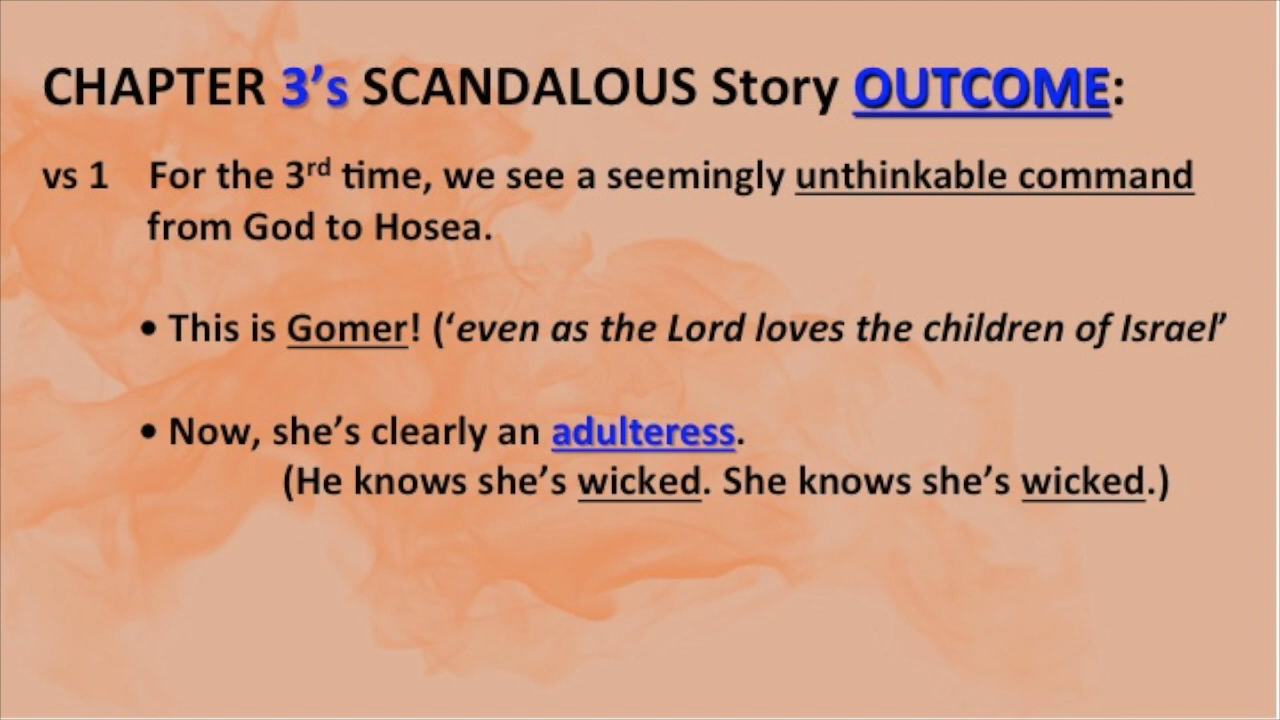 CHAPTER 3’s SCANDALOUS Story OUTCOME:
vs 1 For the 3rd time, we see a seemingly unthinkable command
from God to Hosea.
• This is Gomer! (‘even as the Lord loves the children of Israel’
• Now, she’s clearly an adulteress.
(He knows she’s wicked. She knows she’s wicked.)